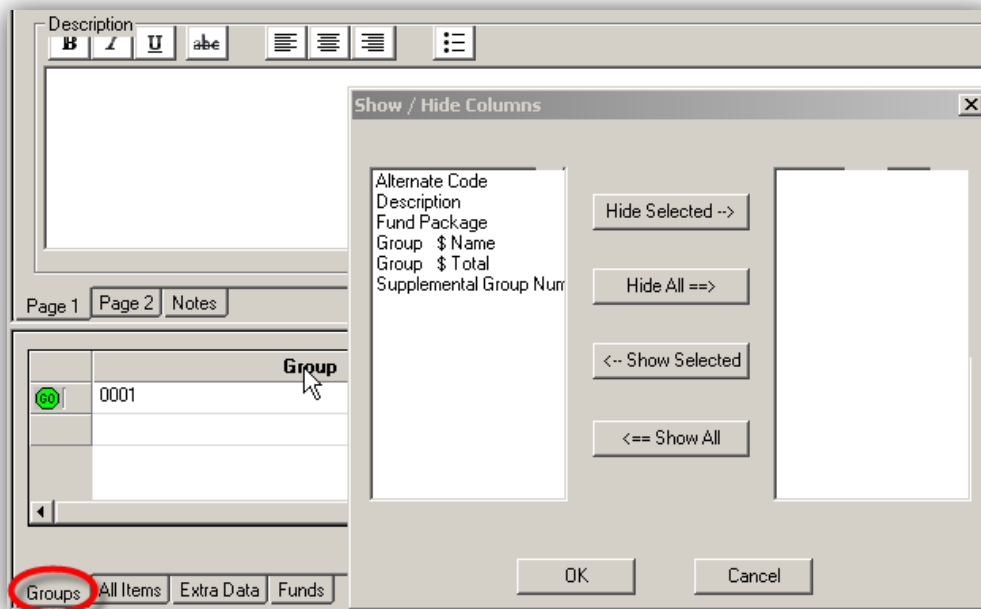 Description
B I U abc
Show / Hide Columns
Alternate Code
Description
Fund Package
Group $ Name
Group $ Total
Supplemental Group Num
Hide Selected -->
Hide All ==>
<-- Show Selected
<== Show All
OK Cancel
Page 1 Page 2 Notes
Group
GO 0001
Groups All Items Extra Data Funds